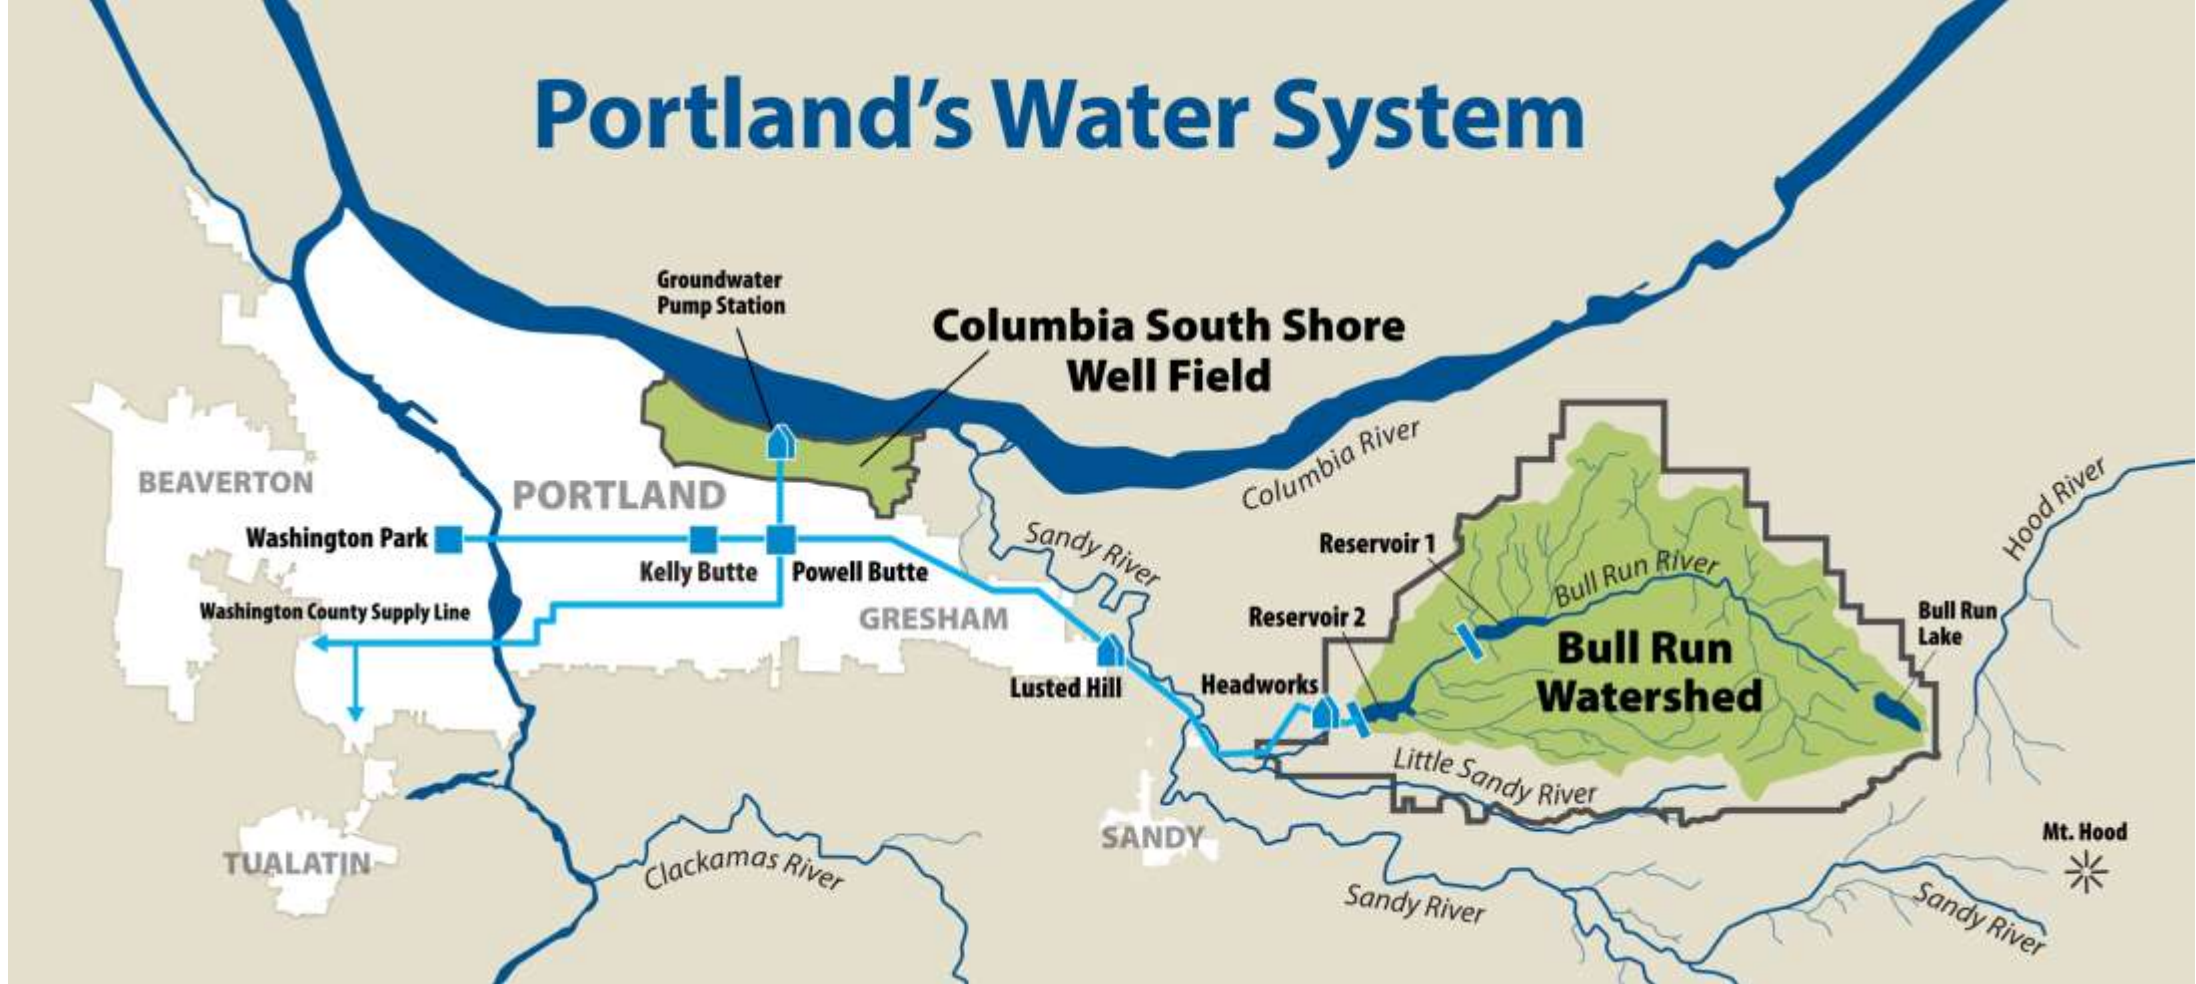 Portland's Water System
Groundwater
Pump Station
Columbia South Shore
Well Field
Columbia River
BEAVERTON
PORTLAND
Washington Park
Kelly Butte
Powell Butte
Washington County Supply Line
GRESHAM
Sandy River
Lusted Hill
Headworks
Reservoir 1
Reservoir 2
Bull Run River
Bull Run
Watershed
Bull Run
Lake
Hood River
Little Sandy River
SANDY
TUALATIN
Clackamas River
Sandy River
Mt. Hood
Sandy River